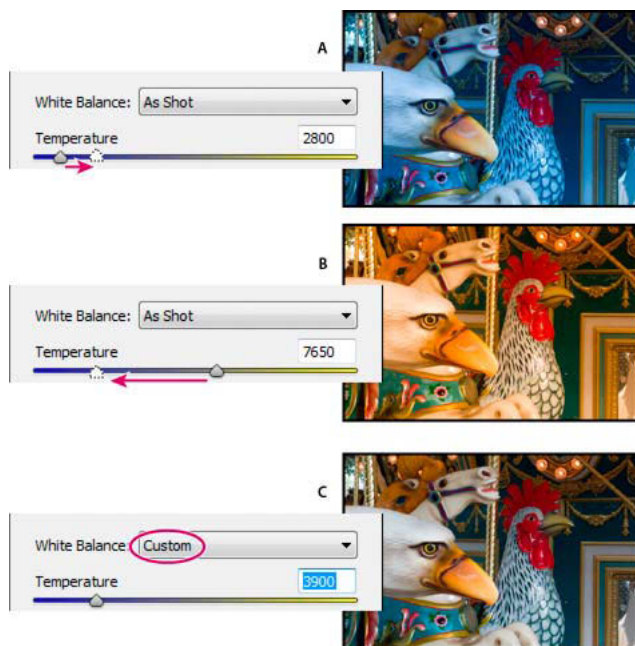 A
White Balance: As Shot
Temperature 2800
B
White Balance: As Shot
Temperature 7650
C
White Balance: Custom
Temperature 3900